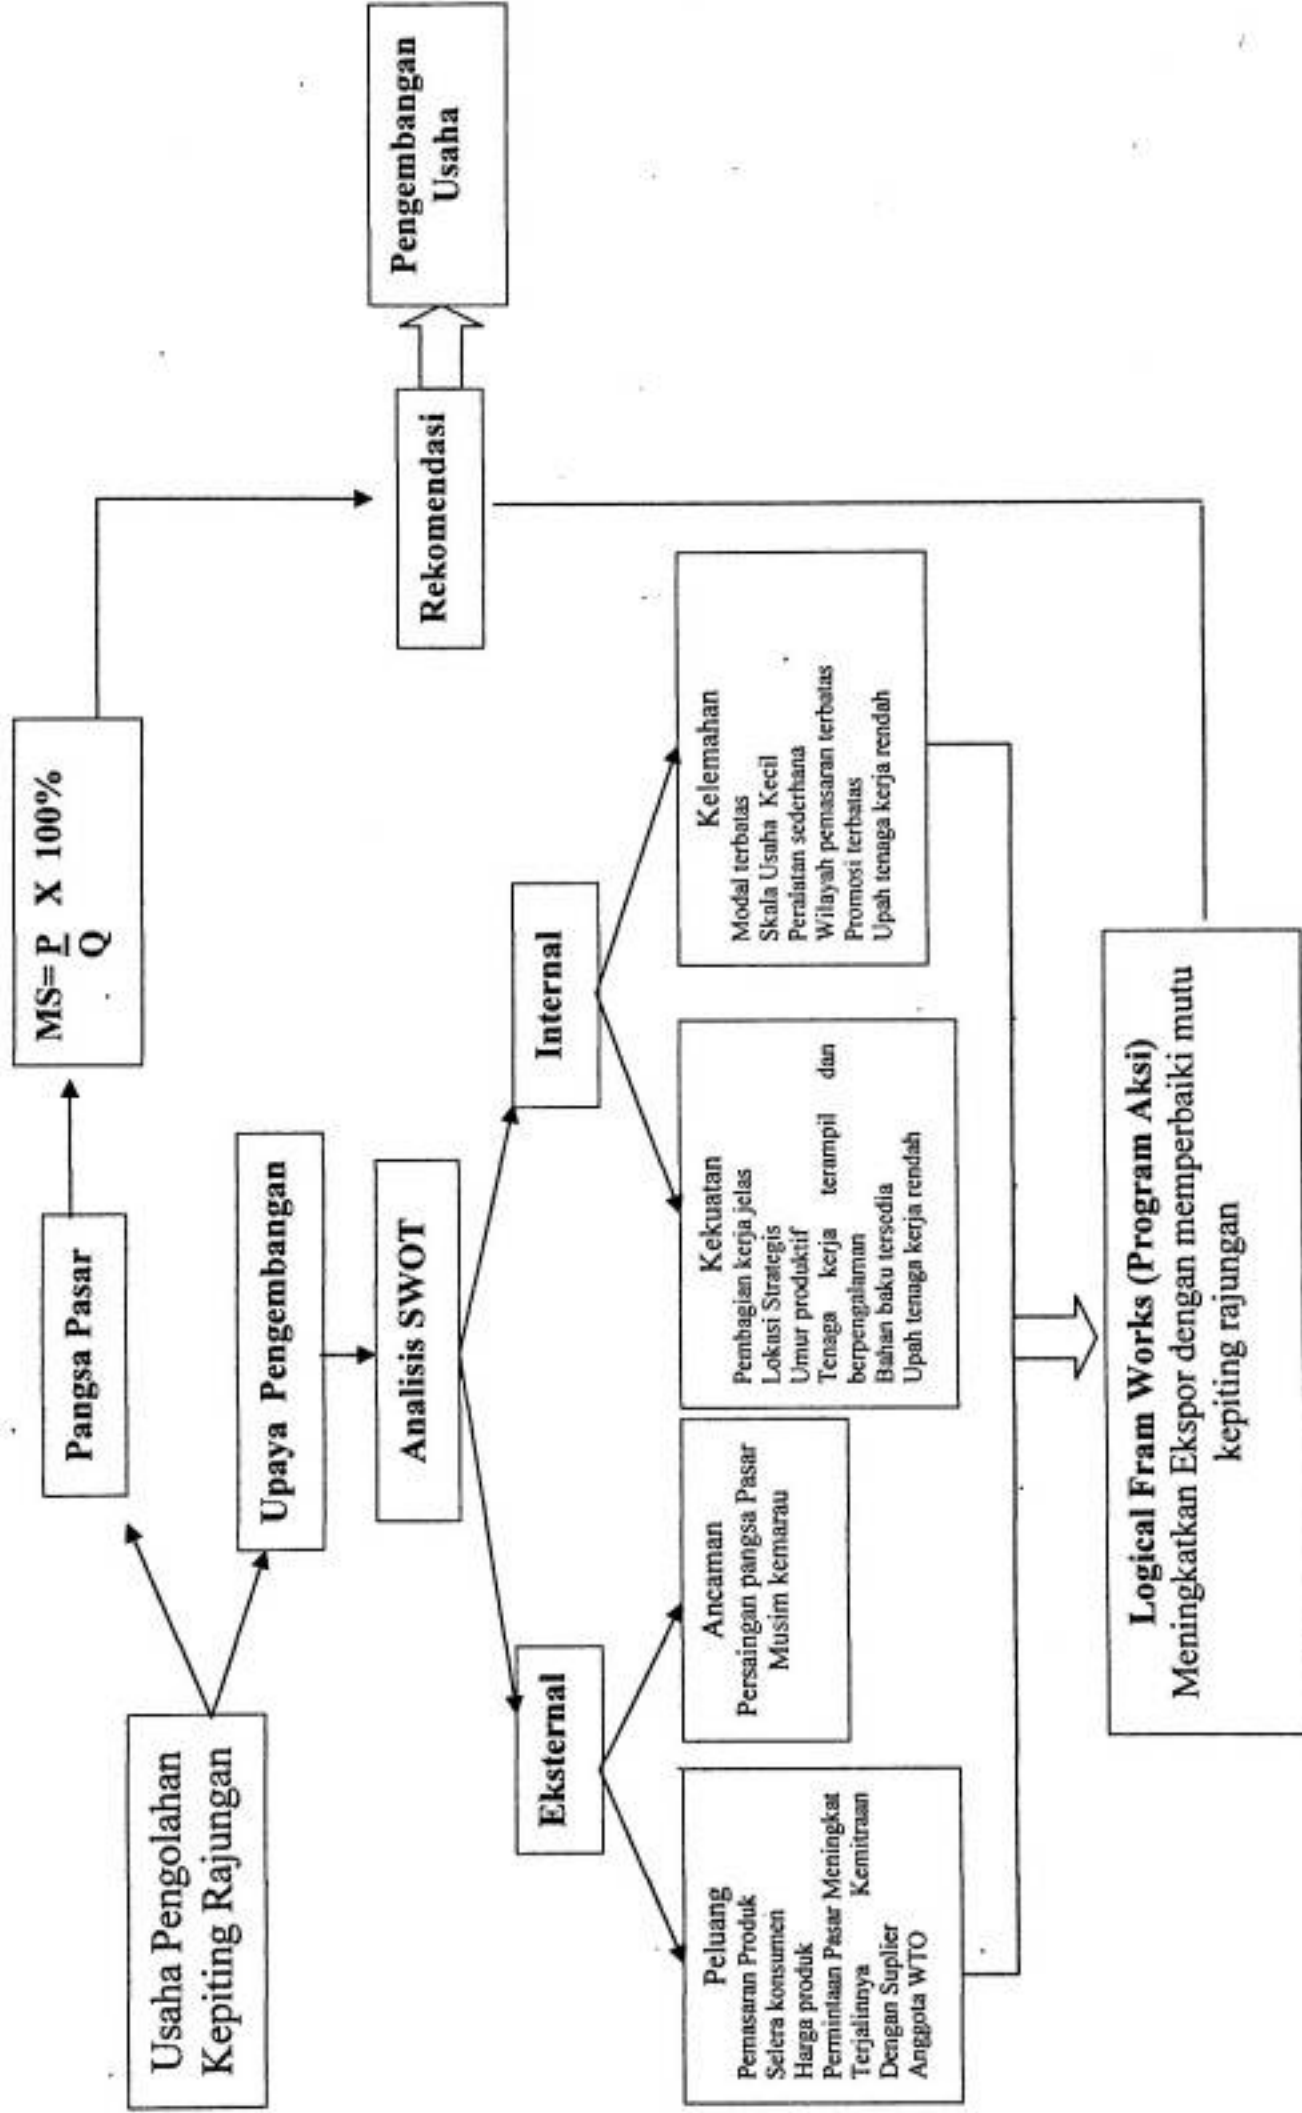 Usaha Pengolahan
Kepiting Rajungan
Pangsa Pasar
MS= P X 100%
Q
Upaya Pengembangan
Analisis SWOT
Eksternal
Internal
Peluang
Pemasaran Produk
Selera konsumen
Harga produk
Permintaan Pasar Meningkat
Terjalinnya Kemitraan
Dengan Suplier
Anggota WTO
Ancaman
Persaingan pangsa Pasar
Musim kemarau
Kekuatan
Pembagian kerja jelas
Lokasi Strategis
Umur produktif
Tenaga kerja terampil dan
berpengalaman
Bahan baku tersedia
Upah tenaga kerja rendah
Kelemahan
Modal terbatas
Skala Usaha Kecil
Peralatan sederhana
Wilayah pemasaran terbatas
Promosi terbatas
Upah tenaga kerja rendah
Rekomendasi
Pengembangan
Usaha
Logical Fram Works (Program Aksi)
Meningkatkan Ekspor dengan memperbaiki mutu
kepiting rajungan